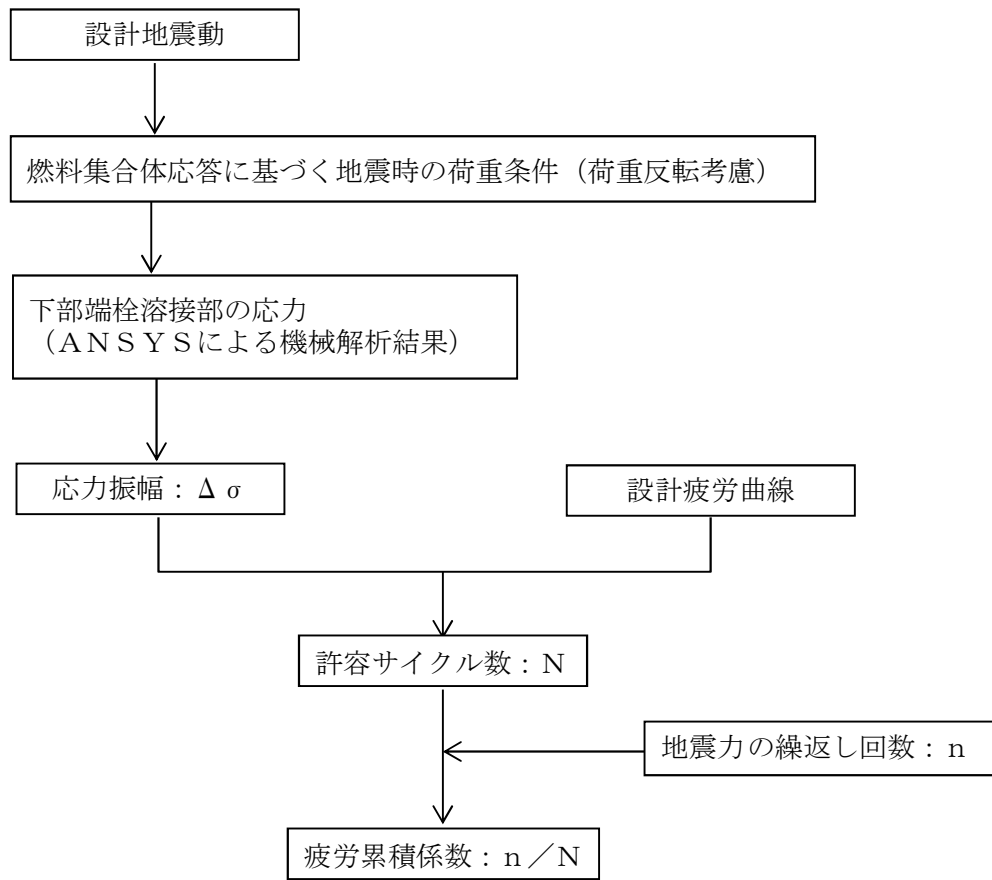 設計地震動
燃料集合体応答に基づく地震時の荷重条件（荷重反転考慮）
下部端栓溶接部の応力
（ＡＮＳＹＳによる機械解析結果）
応力振幅：Δσ
設計疲労曲線
許容サイクル数：Ｎ
地震力の繰返し回数：ｎ
疲労累積係数：ｎ／Ｎ